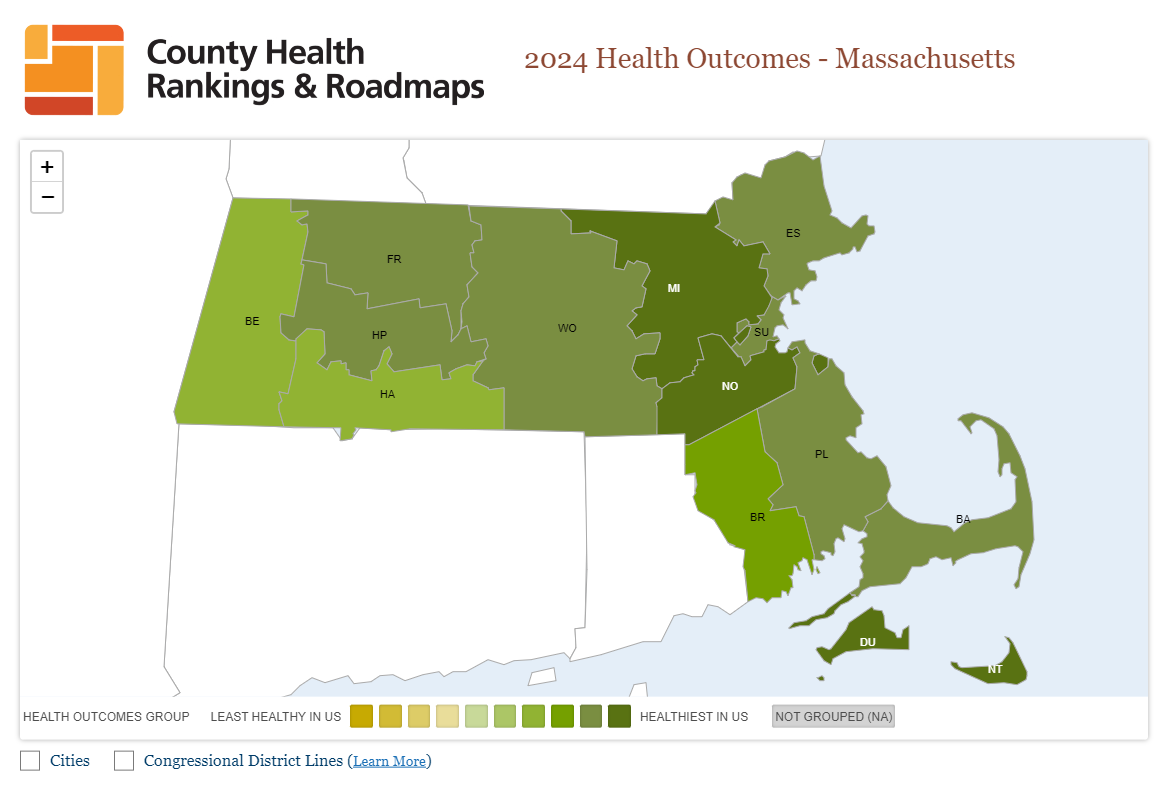 County Health
Rankings & Roadmaps
2024 Health Outcomes - Massachusetts
+
−
ES
FR
MI
BE
WO
SU
HP
NO
HA
PL
BR
BA
DU
NT
HEALTH OUTCOMES GROUP LEAST HEALTHY IN US HEALTHIEST IN US NOT GROUPED (NA)
Cities Congressional District Lines (Learn More)